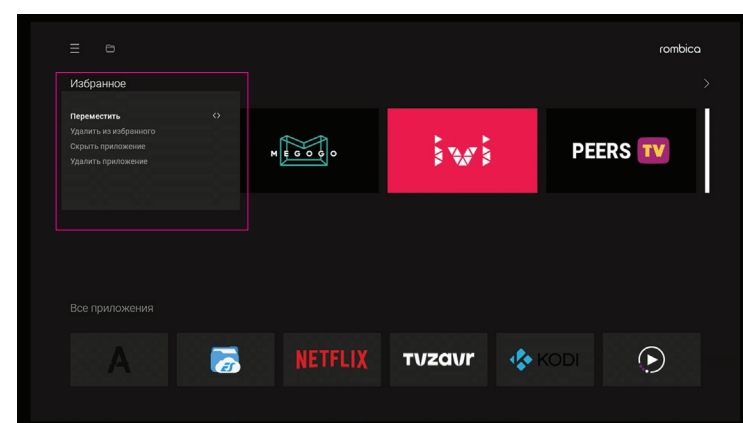 rombica
Избранное
Переместить
Удалить из избранного
Скрыть приложение
Удалить приложение
MEGOGO
ivi
PEERS TV
Все приложения
A
ES
NETFLIX
TVZAVR
KODI